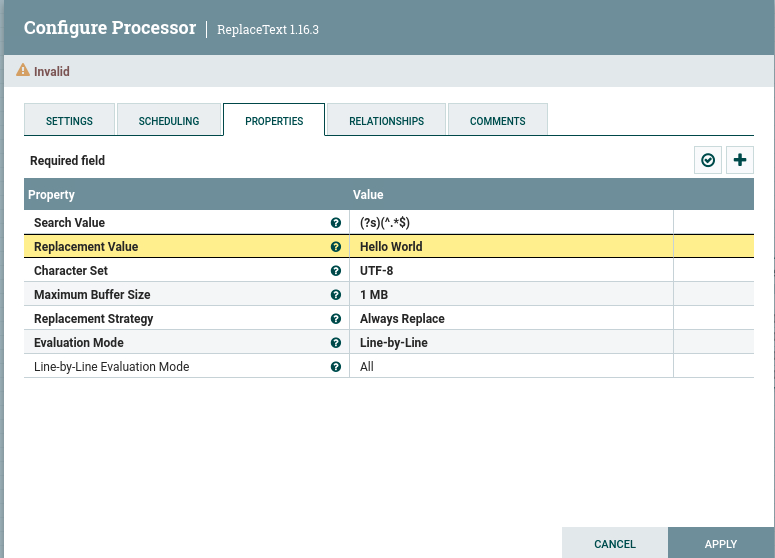 Configure Processor | ReplaceText 1.16.3
Invalid
SETTINGS SCHEDULING PROPERTIES RELATIONSHIPS COMMENTS
Required field
Property Value
Search Value (?s)(^.*$)
Replacement Value Hello World
Character Set UTF-8
Maximum Buffer Size 1 MB
Replacement Strategy Always Replace
Evaluation Mode Line-by-Line
Line-by-Line Evaluation Mode All
CANCEL APPLY